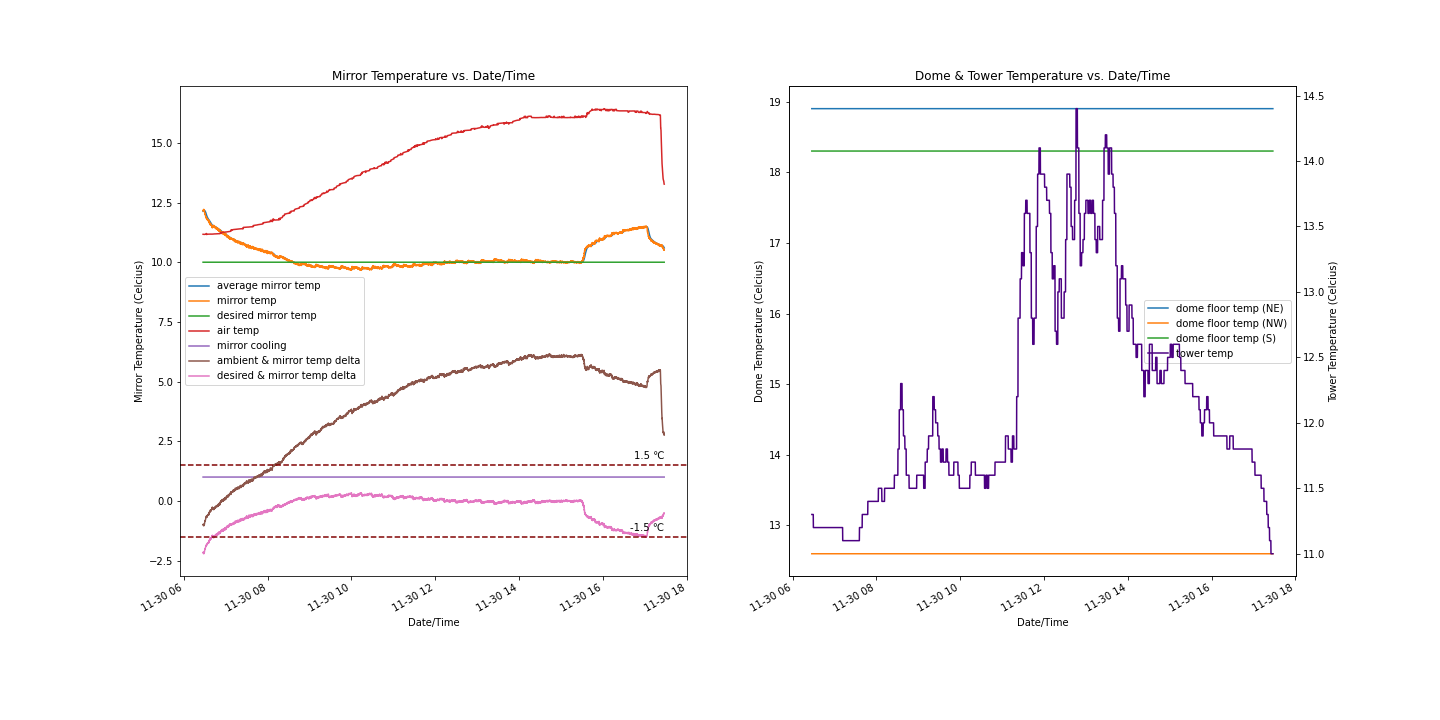 Mirror Temperature vs. Date/Time
Mirror Temperature (Celcius)
15.0
12.5
10.0
7.5
5.0
2.5
0.0
−2.5
average mirror temp
mirror temp
desired mirror temp
air temp
mirror cooling
ambient & mirror temp delta
desired & mirror temp delta
1.5 ℃
-1.5 ℃
11-30 06
11-30 08
11-30 10
11-30 12
11-30 14
11-30 16
11-30 18
Date/Time
Dome & Tower Temperature vs. Date/Time
Dome Temperature (Celcius)
19
18
17
16
15
14
13
dome floor temp (NE)
dome floor temp (NW)
dome floor temp (S)
tower temp
14.5
14.0
13.5
13.0
12.5
12.0
11.5
11.0
Tower Temperature (Celcius)
11-30 06
11-30 08
11-30 10
11-30 12
11-30 14
11-30 16
11-30 18
Date/Time